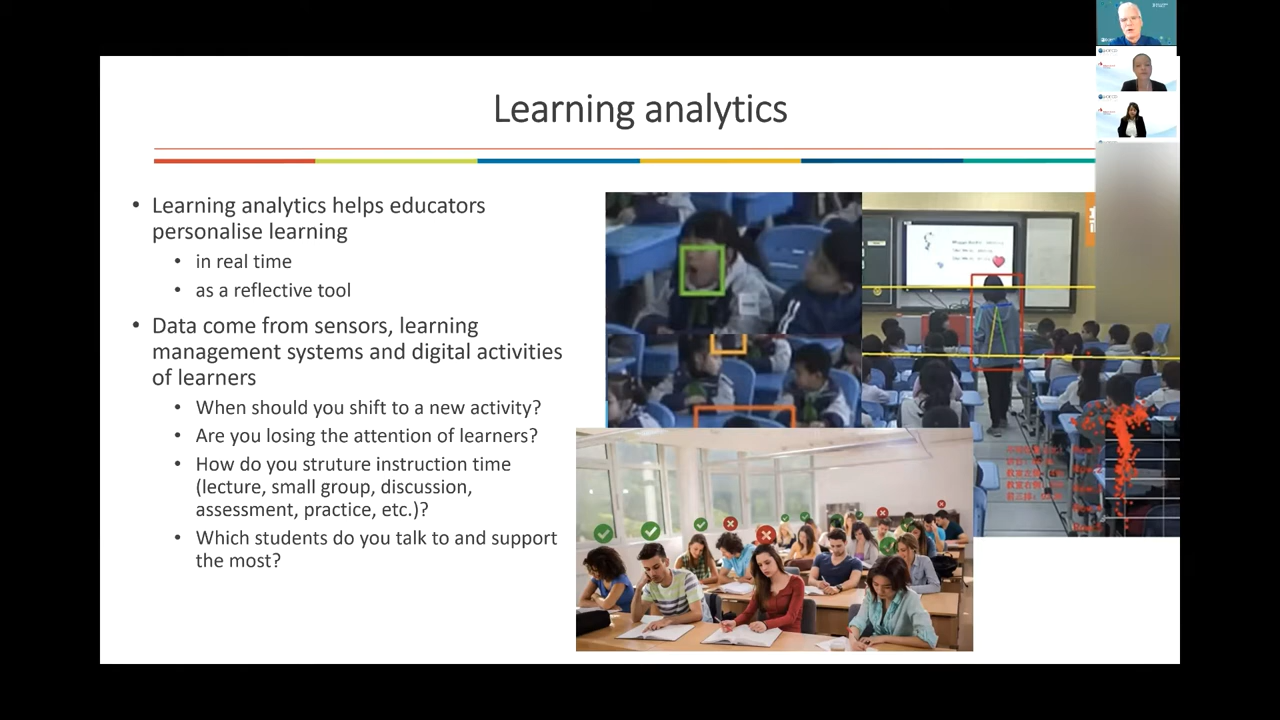 Learning analytics
• Learning analytics helps educators
personalise learning
• in real time
• as a reflective tool
• Data come from sensors, learning
management systems and digital activities
of learners
• When should you shift to a new activity?
• Are you losing the attention of learners?
• How do you struture instruction time
(lecture, small group, discussion,
assessment, practice, etc.)?
• Which students do you talk to and support
the most?